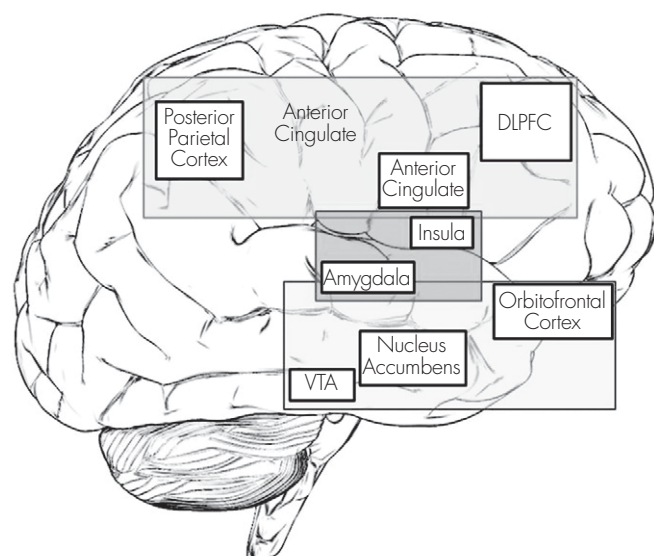 Posterior
Parietal
Cortex
Anterior
Cingulate
DLPFC
Anterior
Cingulate
Insula
Amygdala
Orbitofrontal
Cortex
Nucleus
Accumbens
VTA